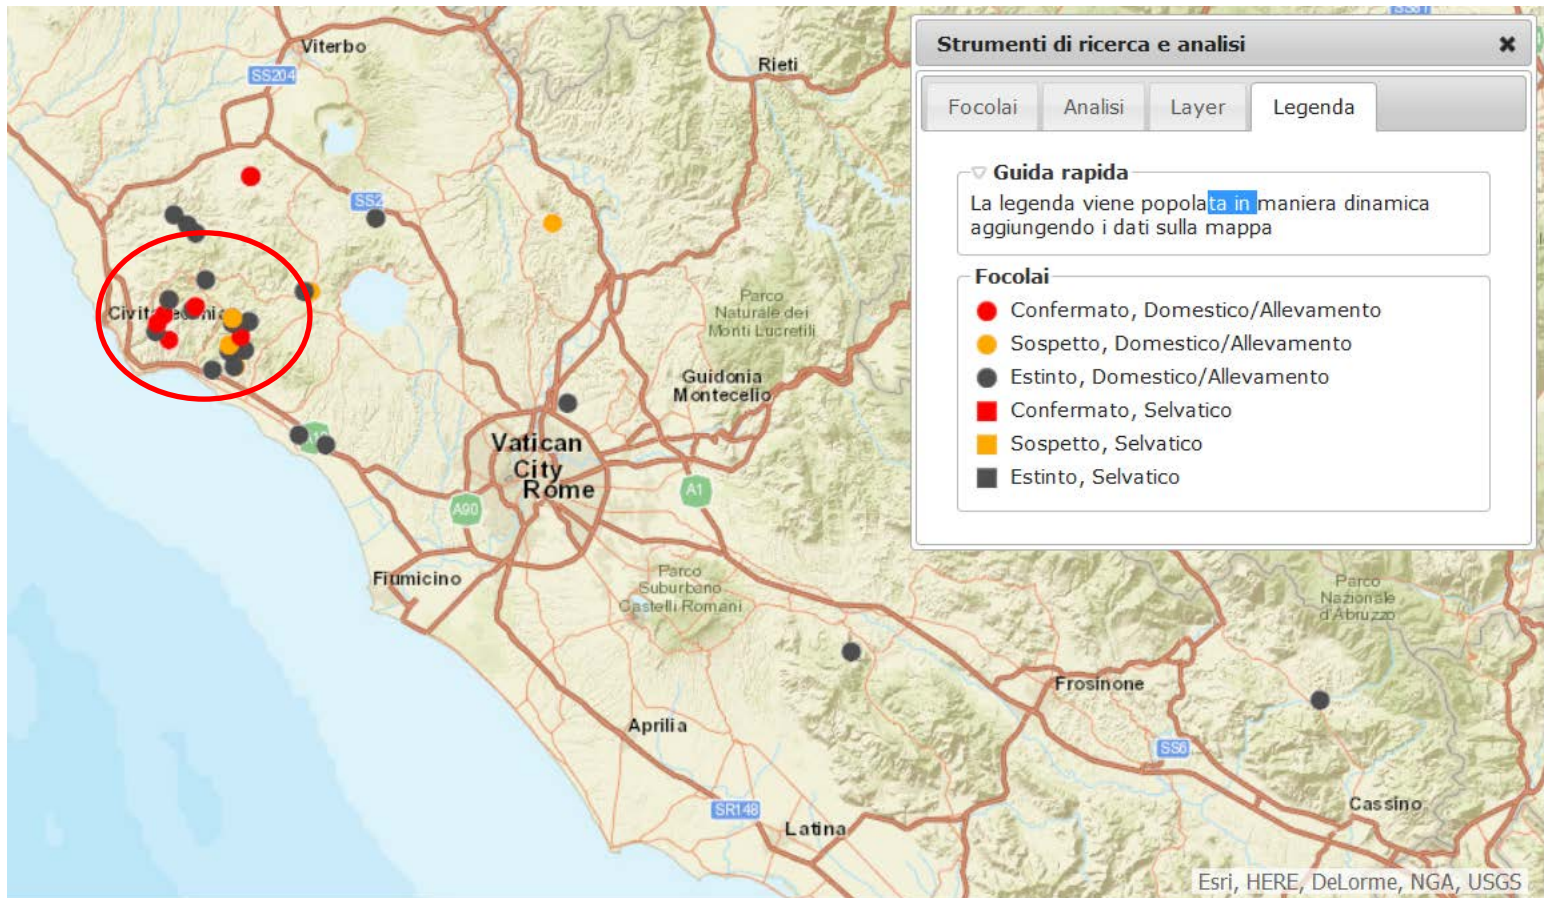 Viterbo
Rieti
SS204
SS2
Parco
Naturale dei
Monti Lucretili
Guidonia
Montecelio
Vatican
City
Rome
A90
A1
Fiumicino
Parco
Suburbano
Castelli Romani
Aprilia
Latina
SR148
Frosinone
SS6
Cassino
Parco
Nazionale
d'Abruzzo
Strumenti di ricerca e analisi
Focolai Analisi Layer Legenda
Guida rapida
La legenda viene popolata in maniera dinamica
aggiungendo i dati sulla mappa
Focolai
Confermato, Domestico/Allevamento
Sospetto, Domestico/Allevamento
Estinto, Domestico/Allevamento
Confermato, Selvatico
Sospetto, Selvatico
Estinto, Selvatico
Esri, HERE, DeLorme, NGA, USGS